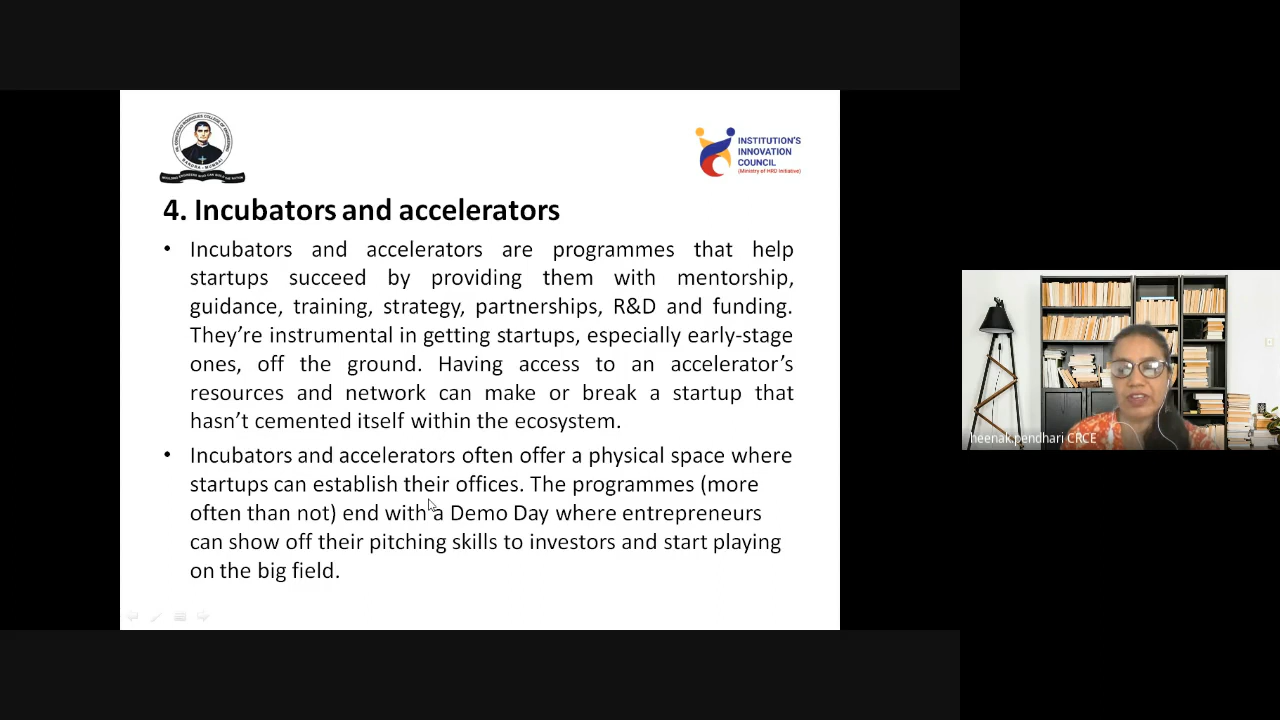 INSTITUTION'S
INNOVATION
COUNCIL
(Ministry of HRD Initiative)
4. Incubators and accelerators
• Incubators and accelerators are programmes that help
startups succeed by providing them with mentorship,
guidance, training, strategy, partnerships, R&D and funding.
They're instrumental in getting startups, especially early-stage
ones, off the ground. Having access to an accelerator's
resources and network can make or break a startup that
hasn't cemented itself within the ecosystem.
• Incubators and accelerators often offer a physical space where
startups can establish their offices. The programmes (more
often than not) end with a Demo Day where entrepreneurs
can show off their pitching skills to investors and start playing
on the big field.
heenak.pendhari CRCE